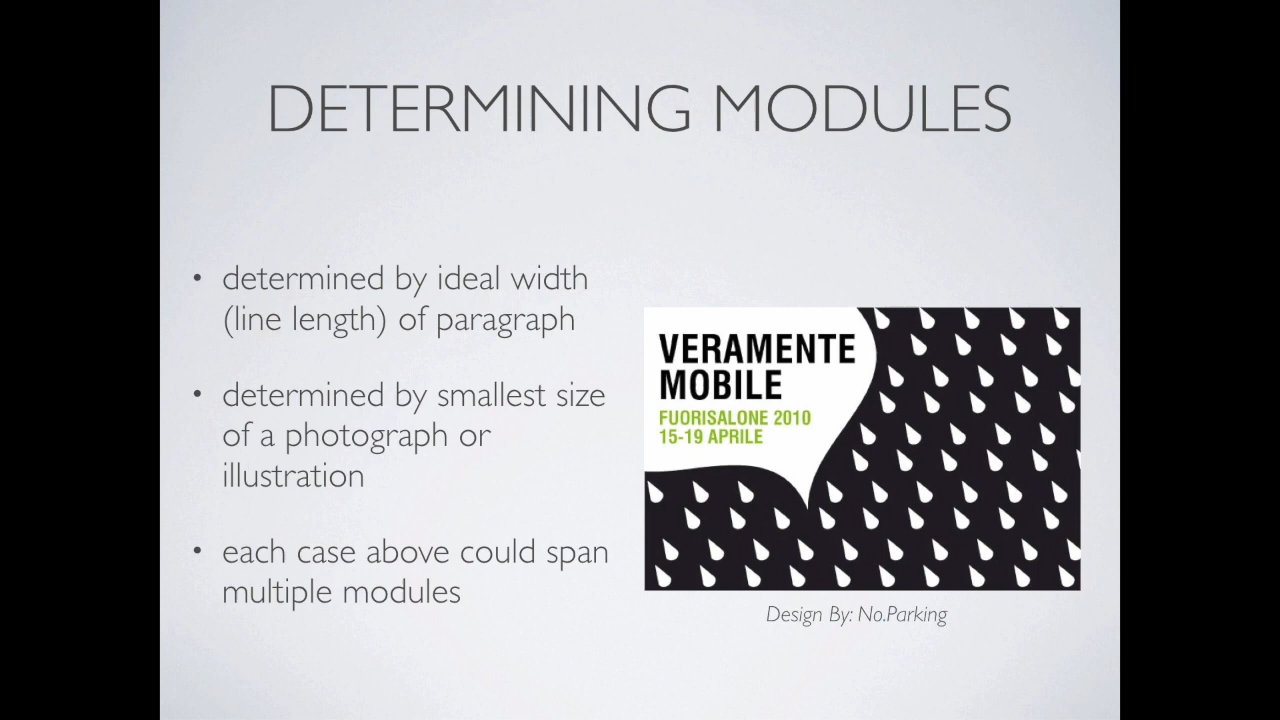 DETERMINING MODULES
• determined by ideal width
(line length) of paragraph
• determined by smallest size
of a photograph or
illustration
• each case above could span
multiple modules
VERAMENTE
MOBILE
FUORISALONE 2010
15-19 APRILE
Design By: No.Parking